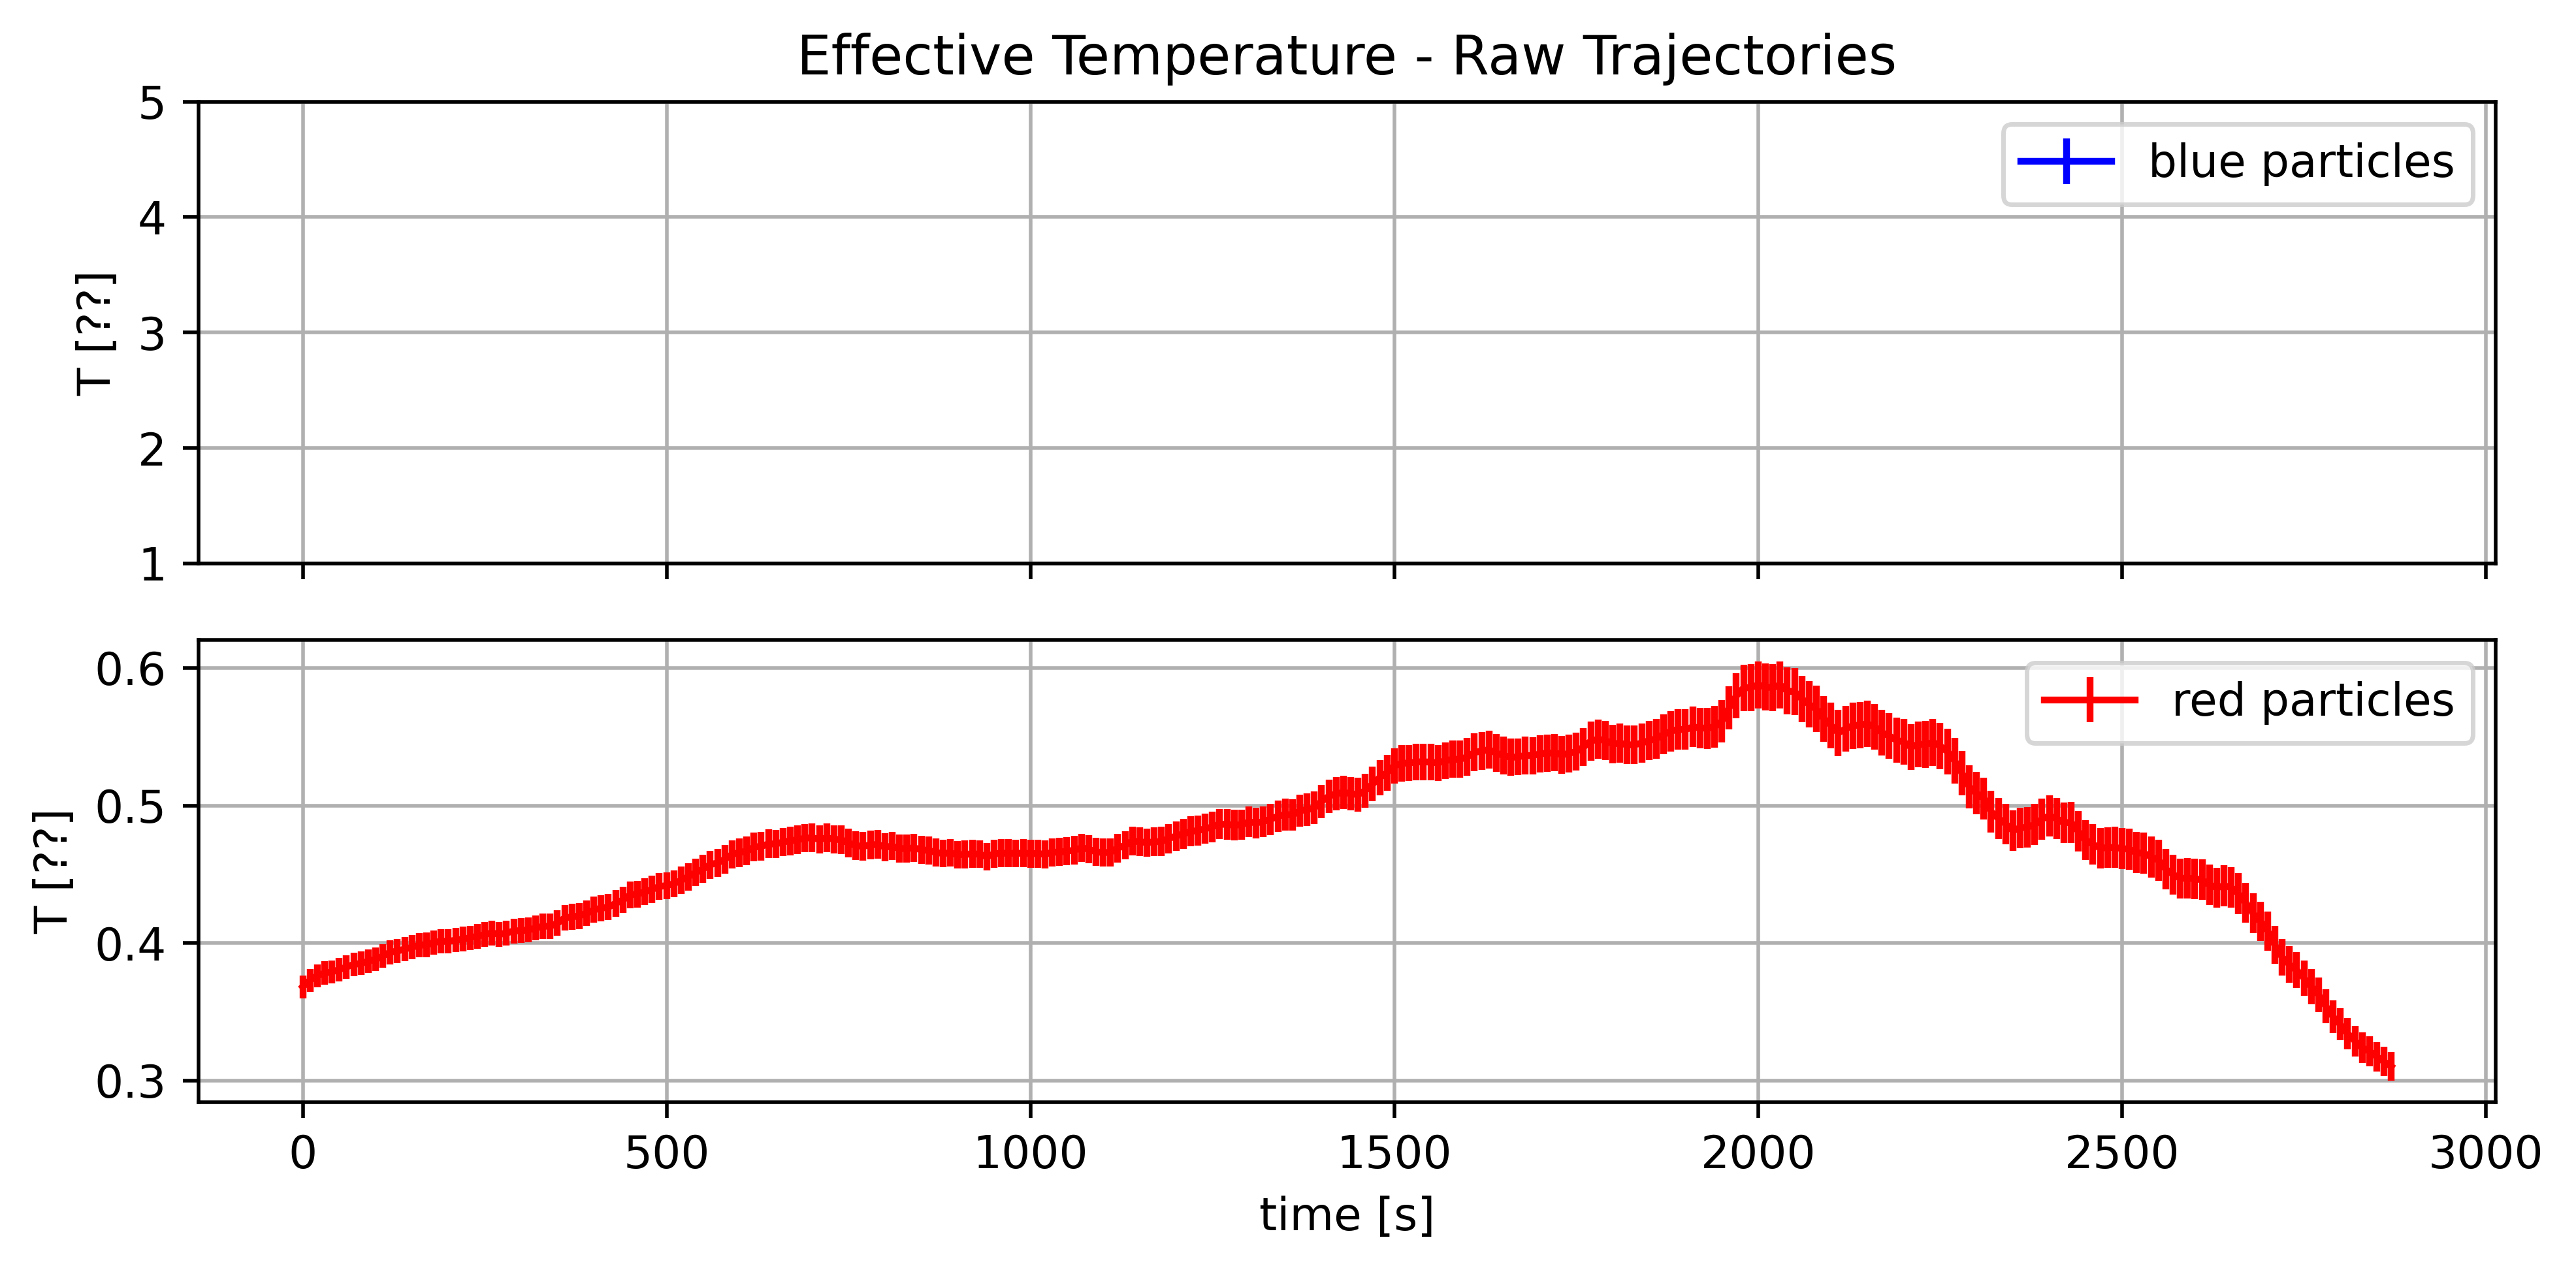 Effective Temperature - Raw Trajectories
5
4
3
2
1
T [??]
blue particles
0.6
0.5
0.4
0.3
T [??]
red particles
0 500 1000 1500 2000 2500 3000
time [s]